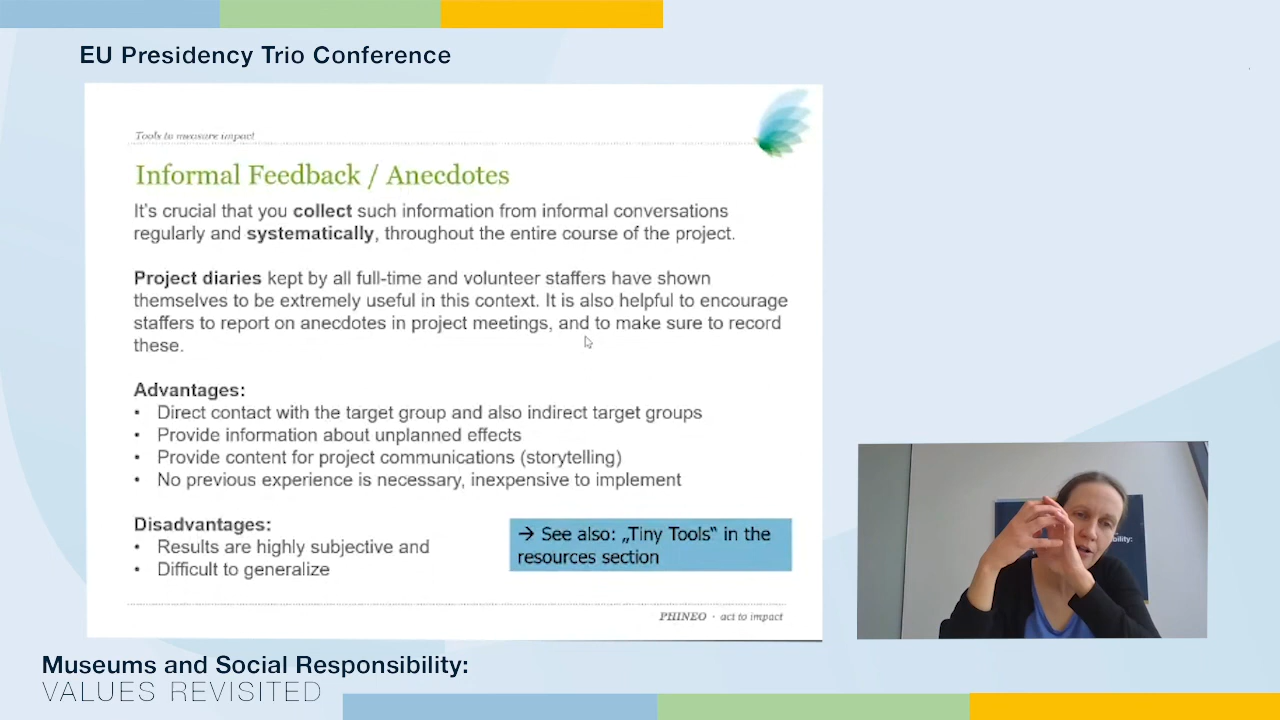 EU Presidency Trio Conference
Tools to measure impact
Informal Feedback / Anecdotes
It's crucial that you collect such information from informal conversations
regularly and systematically, throughout the entire course of the project.
Project diaries kept by all full-time and volunteer staffers have shown
themselves to be extremely useful in this context. It is also helpful to encourage
staffers to report on anecdotes in project meetings, and to make sure to record
these.
Advantages:
• Direct contact with the target group and also indirect target groups
• Provide information about unplanned effects
• Provide content for project communications (storytelling)
• No previous experience is necessary, inexpensive to implement
Disadvantages:
• Results are highly subjective and
• Difficult to generalize
→ See also: „Tiny Tools‟ in the
resources section
PHINEO · act to impact
Museums and Social Responsibility:
VALUES REVISITED